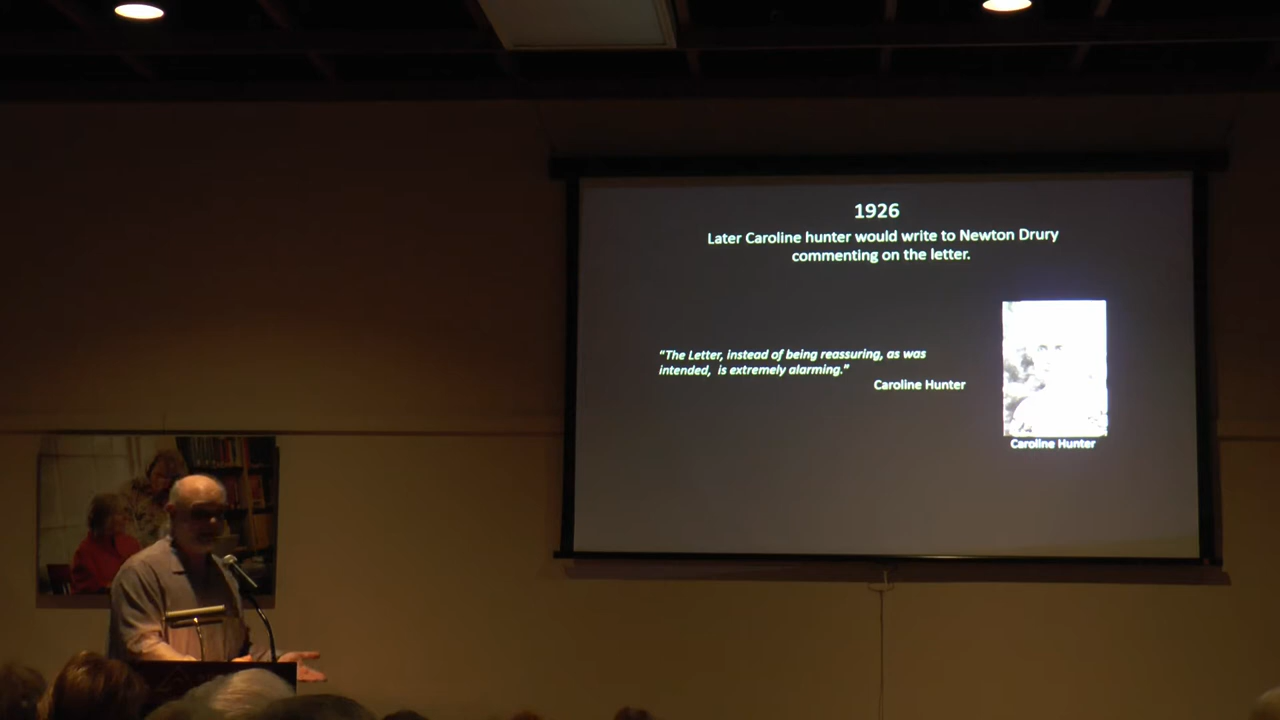 1926
Later Caroline hunter would write to Newton Drury
commenting on the letter.
“The Letter, instead of being reassuring, as was
intended, is extremely alarming.”
Caroline Hunter
Caroline Hunter